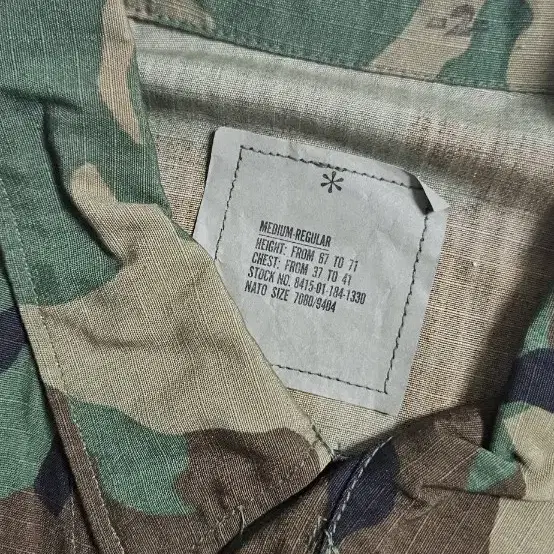 -2-
*
MEDIUM-REGULAR
HEIGHT: FROM 67 TO 71
CHEST: FROM 37 TO 41
STOCK NO. 8415-01-184-1330
NATO SIZE 7080/9404